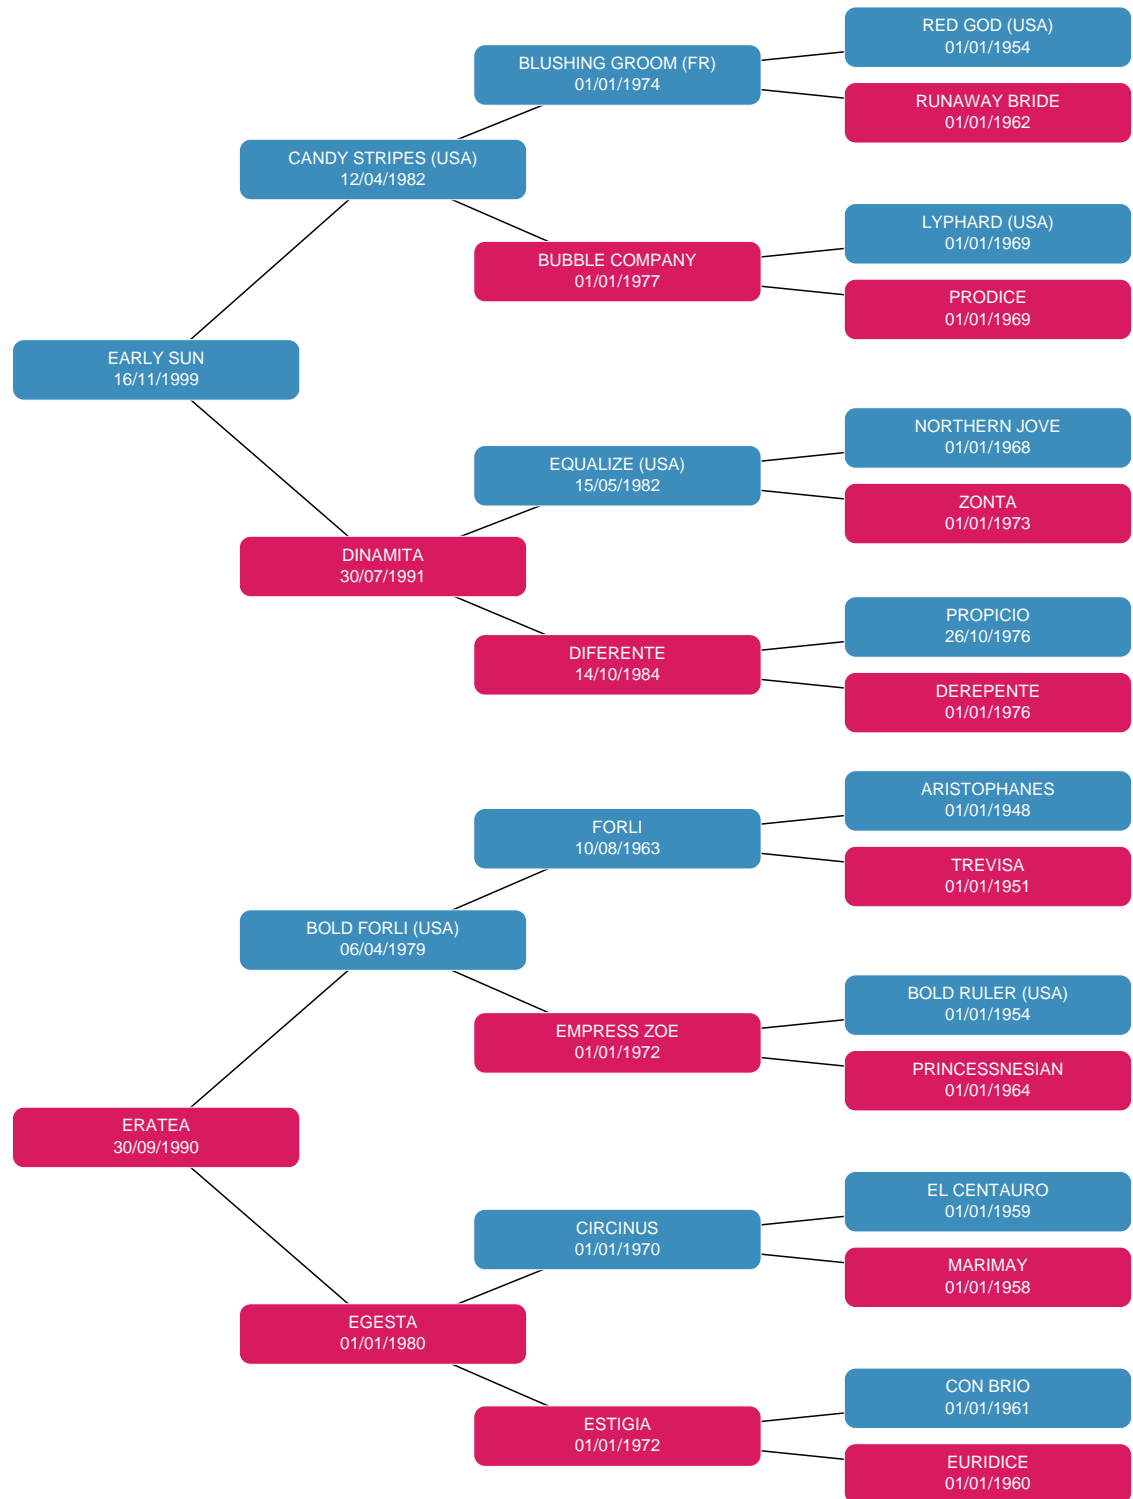 RED GOD (USA)
01/01/1954
BLUSHING GROOM (FR)
01/01/1974
RUNAWAY BRIDE
01/01/1962
CANDY STRIPES (USA)
12/04/1982
LYPHARD (USA)
01/01/1969
BUBBLE COMPANY
01/01/1977
PRODICE
01/01/1969
EARLY SUN
16/11/1999
NORTHERN JOVE
01/01/1968
EQUALIZE (USA)
15/05/1982
ZONTA
01/01/1973
DINAMITA
30/07/1991
PROPICIO
26/10/1976
DIFERENTE
14/10/1984
DEREPENTE
01/01/1976
ARISTOPHANES
01/01/1948
FORLI
10/08/1963
TREVISA
01/01/1951
BOLD FORLI (USA)
06/04/1979
BOLD RULER (USA)
01/01/1954
EMPRESS ZOE
01/01/1972
PRINCESSNESIAN
01/01/1964
ERATEA
30/09/1990
EL CENTAURO
01/01/1959
CIRCINUS
01/01/1970
MARIMAY
01/01/1958
EGESTA
01/01/1980
CON BRIO
01/01/1961
ESTIGIA
01/01/1972
EURIDICE
01/01/1960